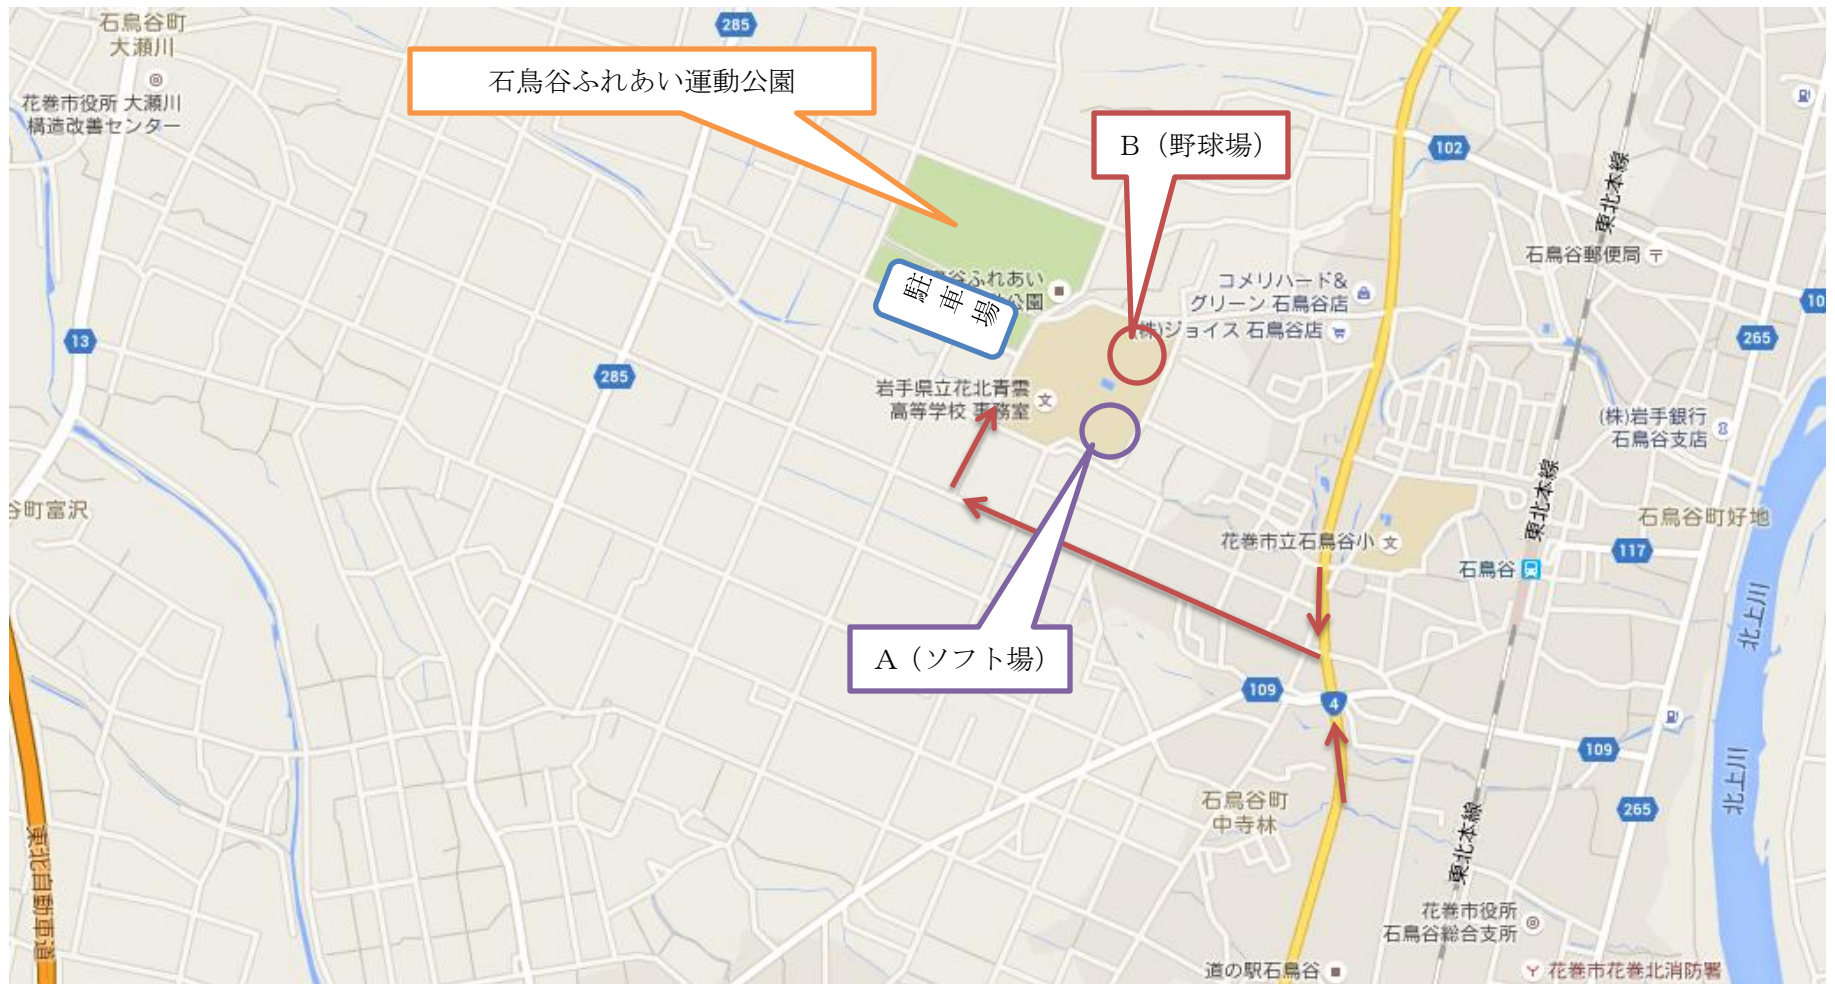 石鳥谷町
大瀬川
285
花巻市役所 大瀬川
構造改善センター
石鳥谷ふれあい運動公園
B（野球場）
102
東北本線
石鳥谷郵便局
谷ふれあい
公園
駐車場
コメリハード&
グリーン 石鳥谷店
(株)ジョイス 石鳥谷店
10
265
13
285
岩手県立花北青雲
高等学校 事務室
文
(株)岩手銀行
石鳥谷支店
谷町富沢
東北本線
石鳥谷町好地
花巻市立石鳥谷小
文
117
石鳥谷
北上川
A（ソフト場）
109
4
109
北上川
石鳥谷町
中寺林
265
東北本線
東北自動車道
花巻市役所
石鳥谷総合支所
道の駅石鳥谷
花巻市花巻北消防署